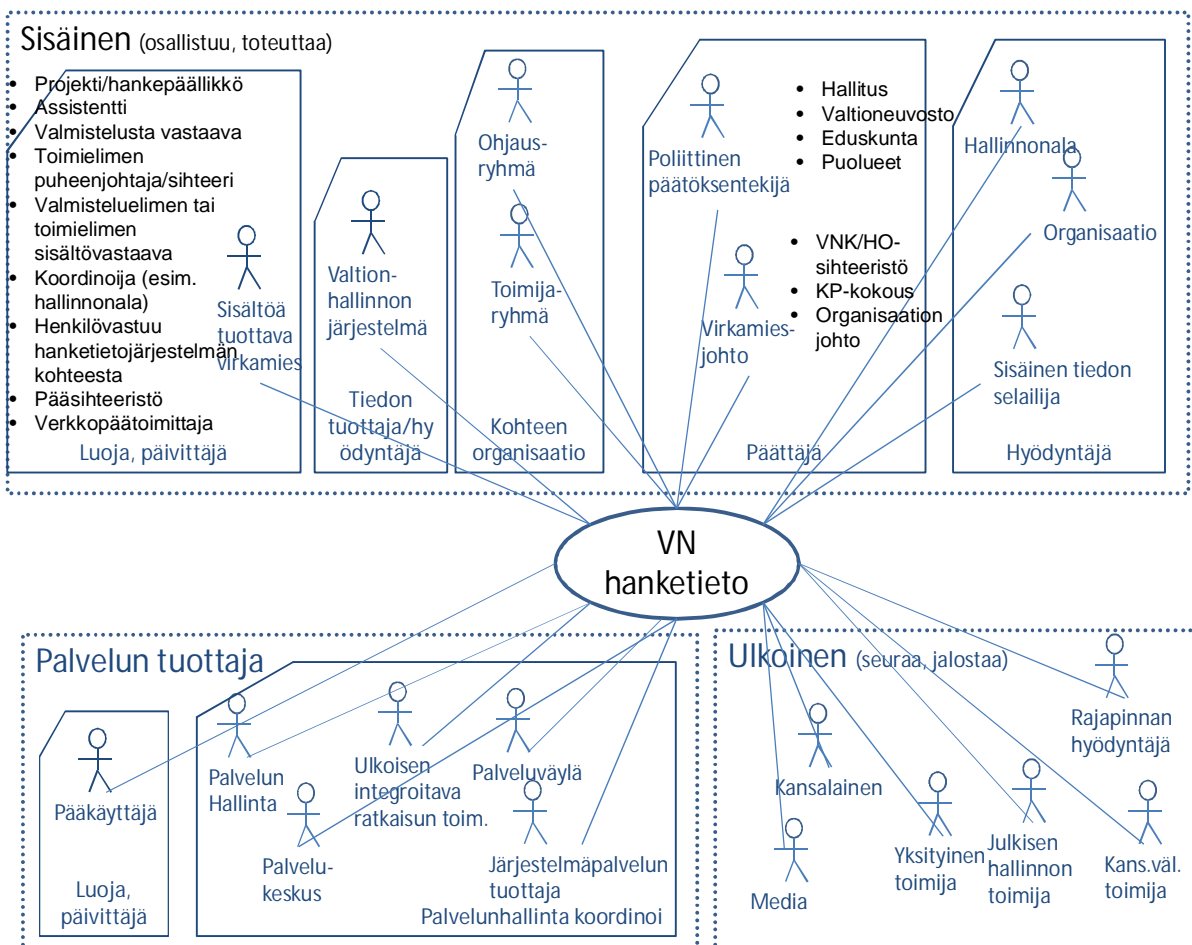 Sisäinen (osallistuu, toteuttaa)
• Projekti/hankepäällikkö
• Assistentti
• Valmistelusta vastaava
• Toimielimen
puheenjohtaja/sihteeri
• Valmisteluelimen tai
toimielimen
sisältövastaava
• Koordinoija (esim.
hallinnonala)
• Henkilövastuu
hanketietojärjestelmän
kohteesta
• Pääsihteeristö
• Verkkopäätoimittaja
Sisältöä
tuottava
virkamies
Luoja, päivittäjä
Valtion-
hallinnon
järjestelmä
Tiedon
tuottaja/hy
ödyntäjä
Ohjaus-
ryhmä
Toimija-
ryhmä
Kohteen
organisaatio
Poliittinen
päätöksentekijä
• Hallitus
• Valtioneuvosto
• Eduskunta
• Puolueet
Virkamies-
johto
• VNK/HO-
sihteeristö
• KP-kokous
• Organisaation
johto
Päättäjä
Hallinnonala
Organisaatio
Sisäinen tiedon
selailija
Hyödyntäjä
VN
hanketieto
Palvelun tuottaja
Pääkäyttäjä
Luoja,
päivittäjä
Palvelun
Hallinta
Palvelu-
keskus
Ulkoisen
integroitava
ratkaisun toim.
Palveluväylä
Järjestelmäpalvelun
tuottaja
Palvelunhallinta koordinoi
Ulkoinen (seuraa, jalostaa)
Rajapinnan
hyödyntäjä
Kansalainen
Media
Yksityinen
toimija
Julkisen
hallinnon
toimija
Kans.väl.
toimija